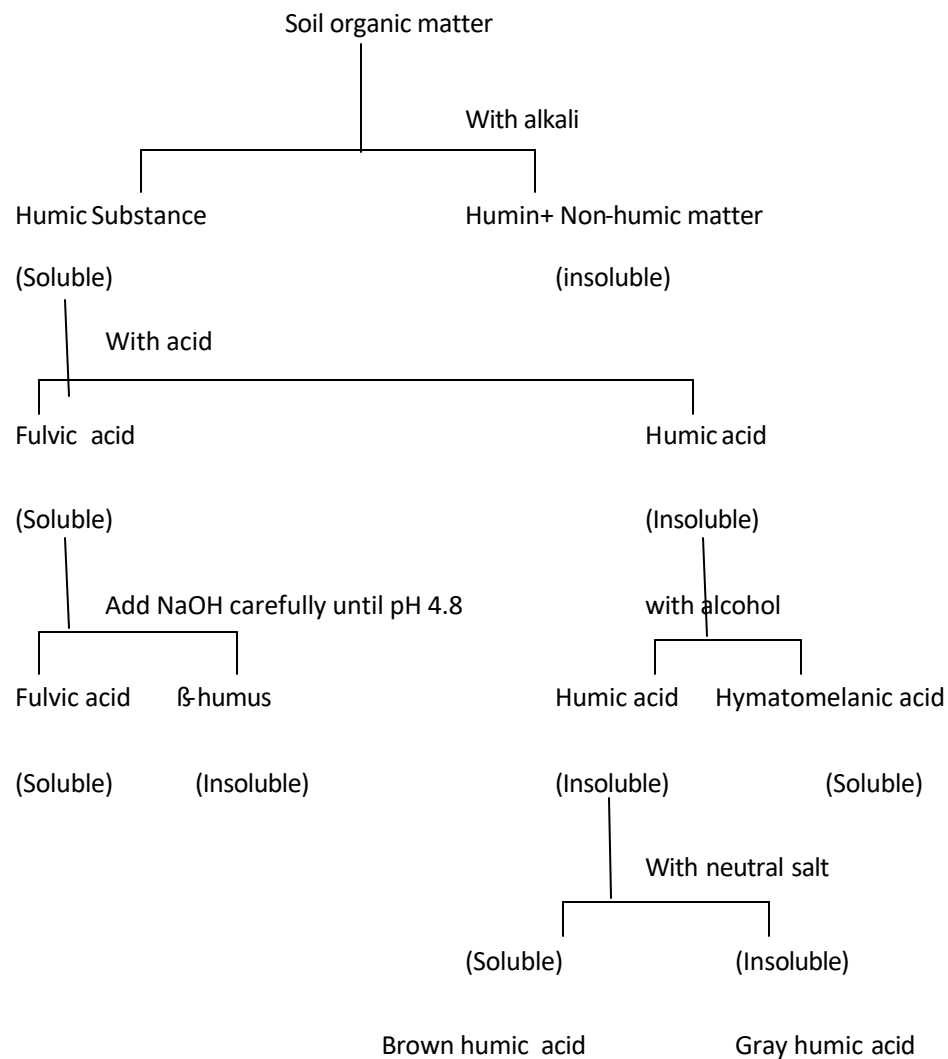 Soil organic matter
With alkali
Humic Substance Humin+ Non-humic matter
(Soluble) (insoluble)
With acid
Fulvic acid Humic acid
(Soluble) (Insoluble)
Add NaOH carefully until pH 4.8 with alcohol
Fulvic acid ß-humus Humic acid Hymatomelanic acid
(Soluble) (Insoluble) (Insoluble) (Soluble)
With neutral salt
(Soluble) (Insoluble)
Brown humic acid Gray humic acid